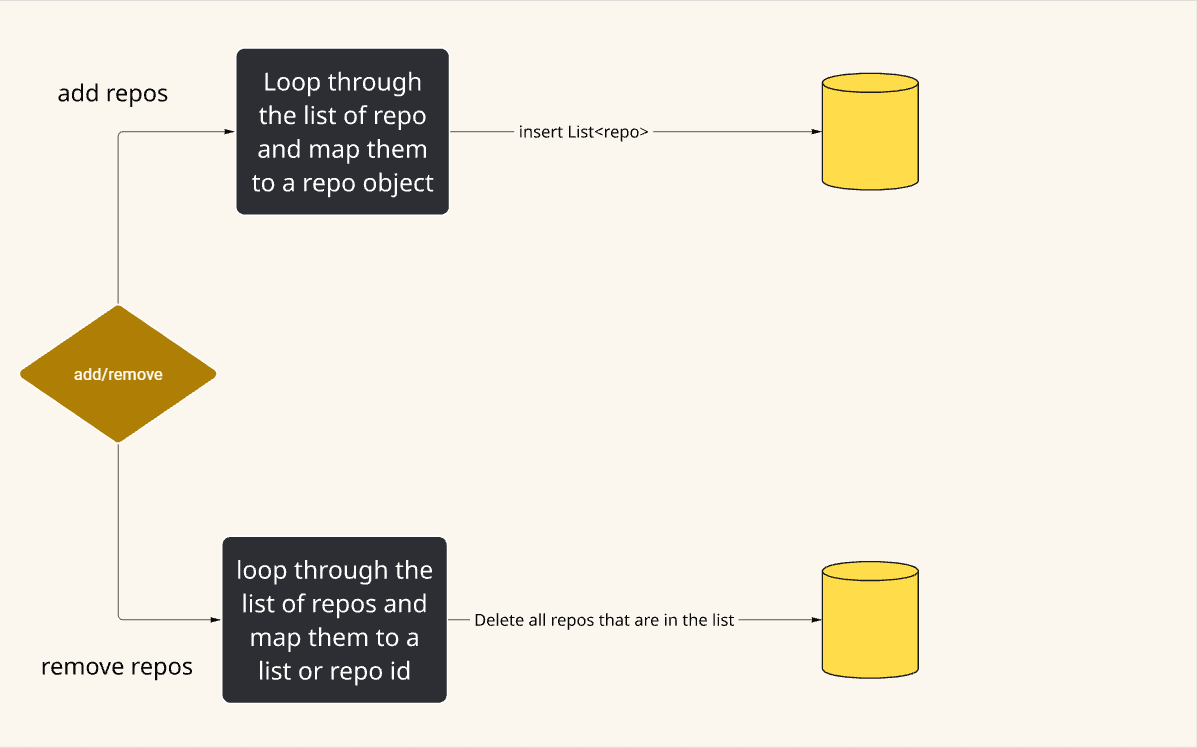 add repos
Loop through
the list of repo
and map them
to a repo object
insert List<repo>
add/remove
loop through the
list of repos and
map them to a
list or repo id
Delete all repos that are in the list
remove repos